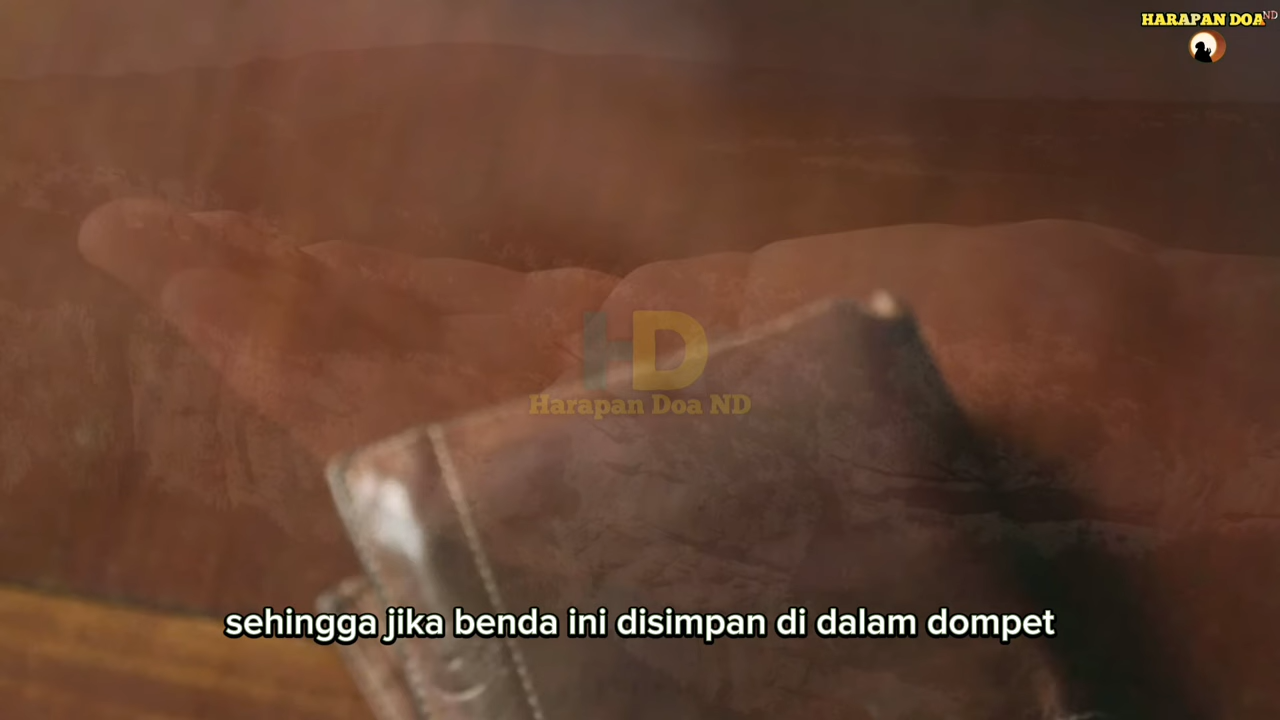 HARAPAN DOA ND
HD
Harapan Doa ND
sehingga jika benda ini disimpan di dalam dompet